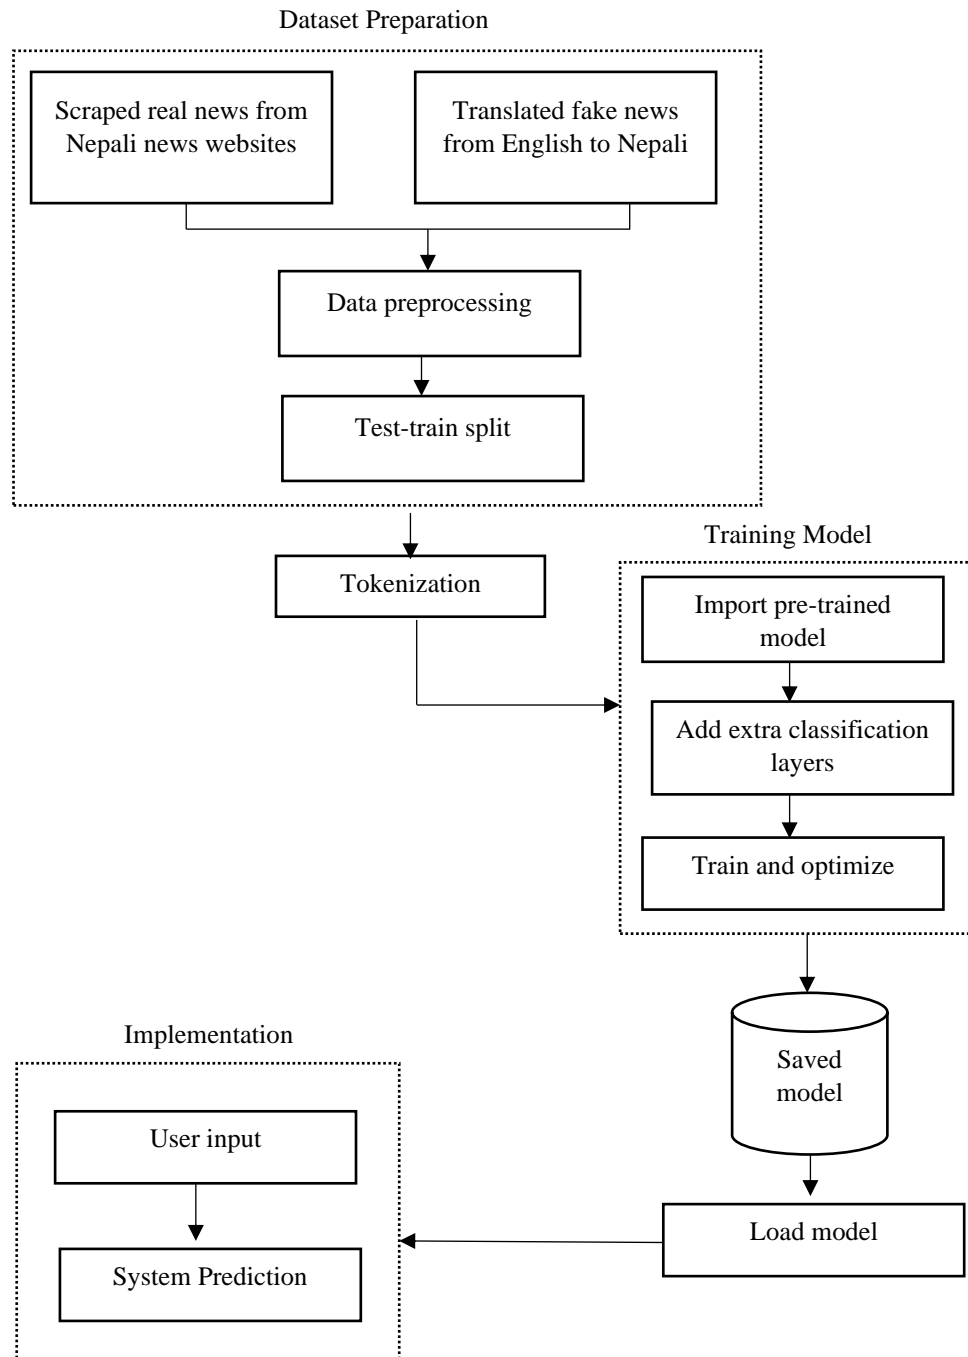 Dataset Preparation
Scraped real news from
Nepali news websites
Translated fake news
from English to Nepali
Data preprocessing
Test-train split
Tokenization
Training Model
Import pre-trained
model
Add extra classification
layers
Train and optimize
Saved
model
Load model
Implementation
User input
System Prediction